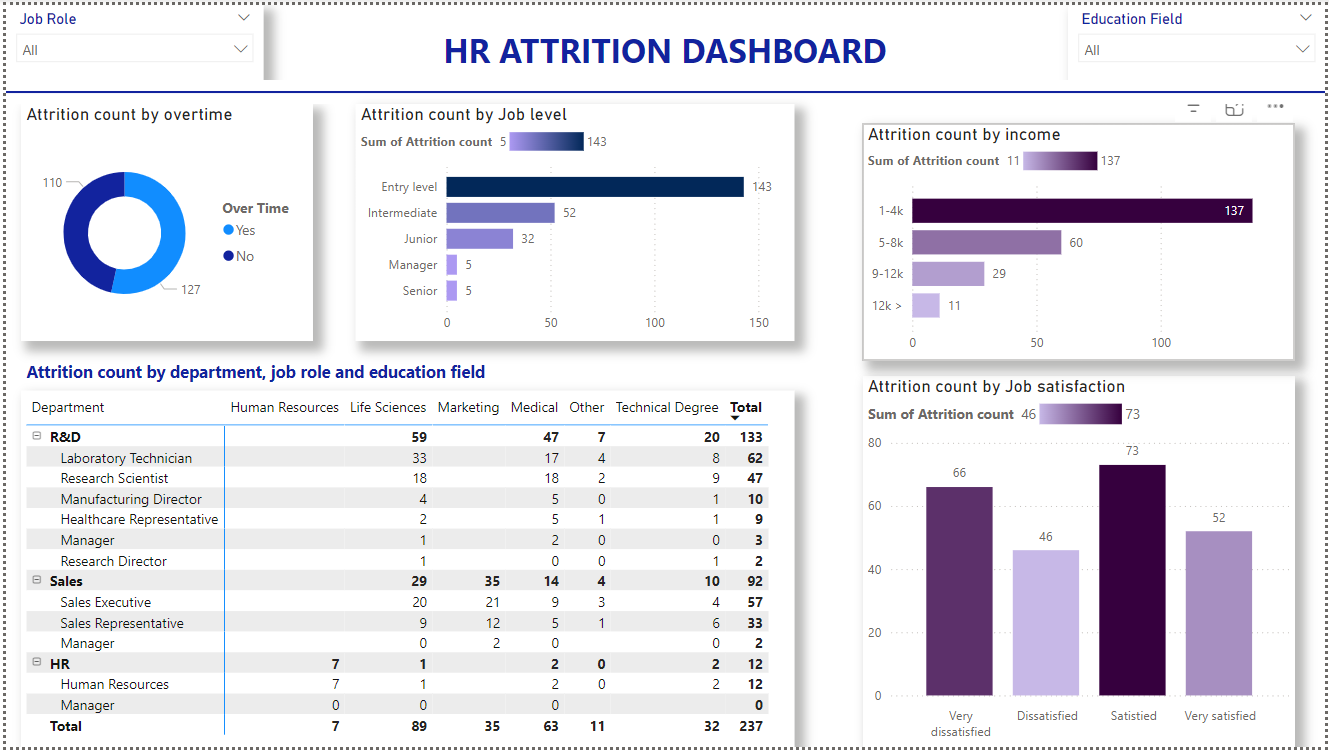 Job Role
All
HR ATTRITION DASHBOARD
Education Field
All
Attrition count by overtime
110
127
Over Time
Yes
No
Attrition count by Job level
Sum of Attrition count 5 143
Entry level 143
Intermediate 52
Junior 32
Manager 5
Senior 5
0 50 100 150
Attrition count by income
Sum of Attrition count 11 137
1-4k 137
5-8k 60
9-12k 29
12k > 11
0 50 100
Attrition count by department, job role and education field
Department Human Resources Life Sciences Marketing Medical Other Technical Degree Total
R&D 59 47 7 20 133
Laboratory Technician 33 17 4 8 62
Research Scientist 18 18 2 9 47
Manufacturing Director 4 5 0 1 10
Healthcare Representative 2 5 1 1 9
Manager 1 2 0 0 3
Research Director 1 0 0 1 2
Sales 29 35 14 4 10 92
Sales Executive 20 21 9 3 4 57
Sales Representative 9 12 5 1 6 33
Manager 0 2 0 0 2
HR 7 1 2 0 2 12
Human Resources 7 1 2 0 2 12
Manager 0 0 0 0 0
Total 7 89 35 63 11 32 237
Attrition count by Job satisfaction
Sum of Attrition count 46 73
80
60
40
20
0
66
46
73
52
Very dissatisfied
Dissatisfied
Satistied
Very satisfied